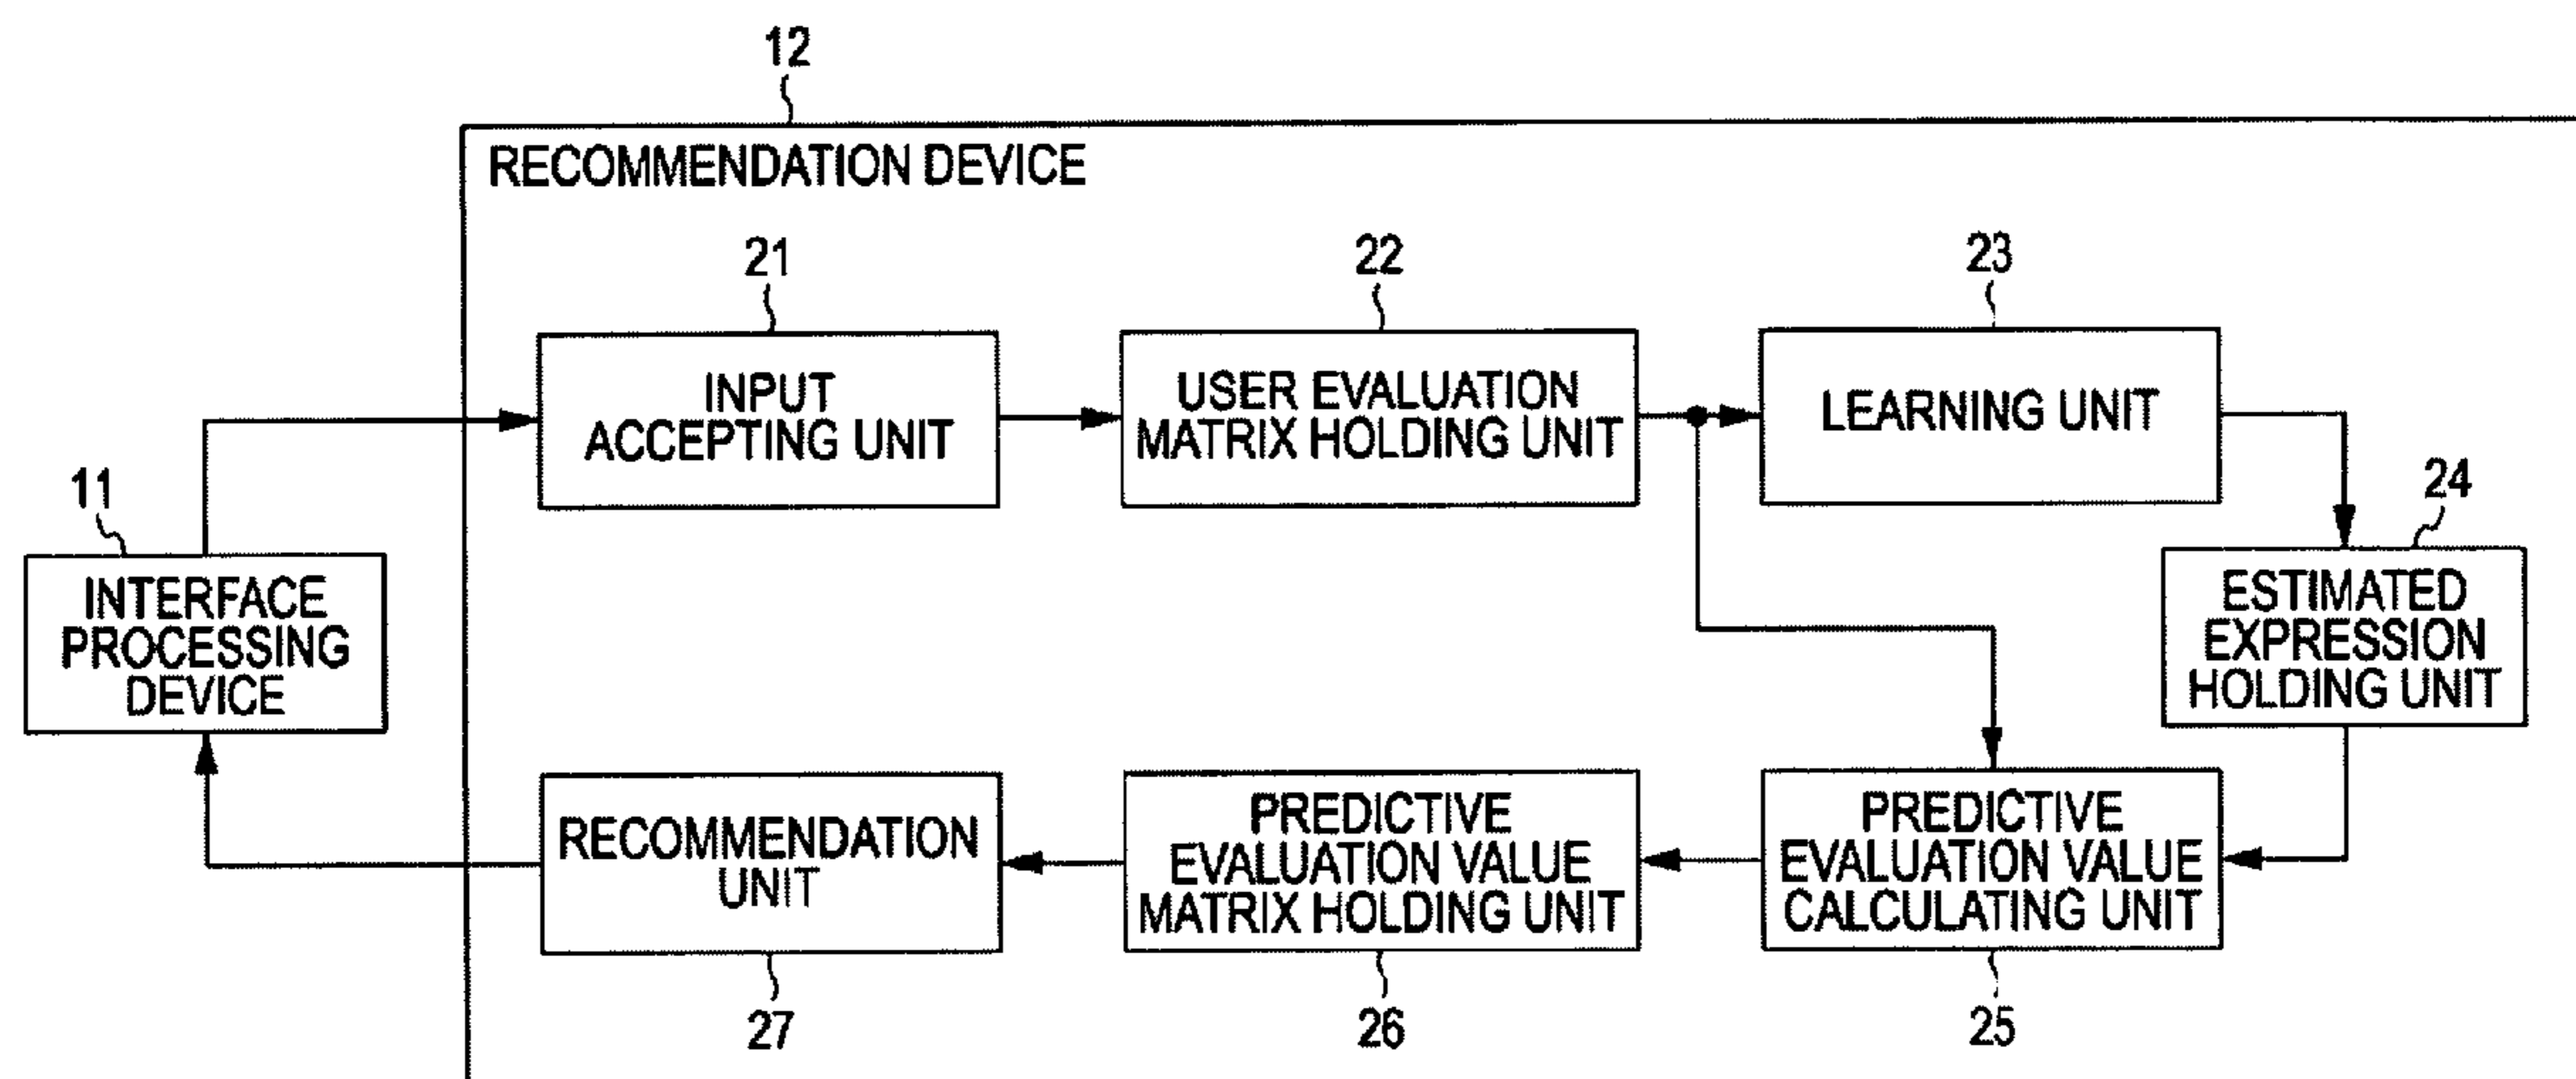 12
RECOMMENDATION DEVICE
21
22
23
INPUT
ACCEPTING UNIT
USER EVALUATION
MATRIX HOLDING UNIT
LEARNING UNIT
11
24
INTERFACE
PROCESSING
DEVICE
ESTIMATED
EXPRESSION
HOLDING UNIT
RECOMMENDATION
UNIT
PREDICTIVE
EVALUATION VALUE
MATRIX HOLDING UNIT
PREDICTIVE
EVALUATION VALUE
CALCULATING UNIT
27
26
25